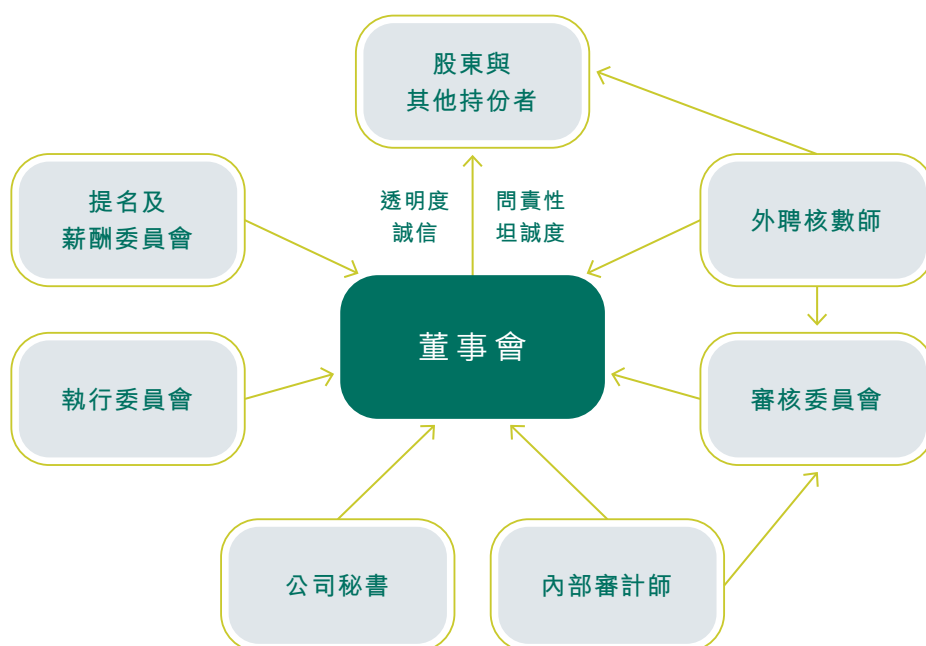 股東與
其他持份者
提名及
薪酬委員會
透明度
誠信
問責性
坦誠度
外聘核數師
董事會
執行委員會
審核委員會
公司秘書
內部審計師